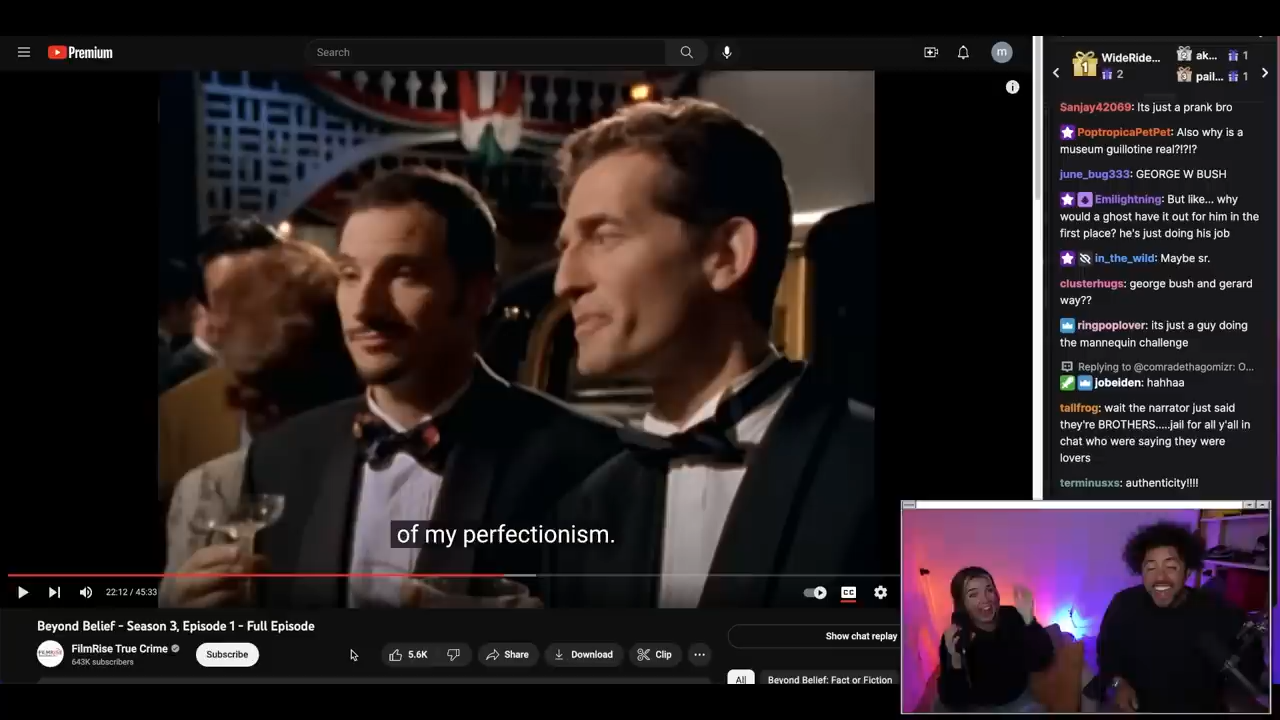 Premium
Search
m
of my perfectionism.
22:12 / 45:33
CC
Beyond Belief - Season 3, Episode 1 - Full Episode
FilmRise True Crime
643K subscribers
Subscribe
5.6K
Share
Download
Clip
Show chat replay
All
Beyond Belief: Fact or Fiction
1
WideRide...
2
ak...
1
pail...
1
Sanjay42069: Its just a prank bro
PoptropicaPetPet: Also why is a
museum guillotine real?!?!?
june_bug333: GEORGE W BUSH
Emilightning: But like... why
would a ghost have it out for him in the
first place? he's just doing his job
in_the_wild: Maybe sr.
clusterhugs: george bush and gerard
way??
ringpoplover: its just a guy doing
the mannequin challenge
Replying to @comradethagomizr: O...
jobeiden: hahhaa
tallfrog: wait the narrator just said
they're BROTHERS.....jail for all y'all in
chat who were saying they were
lovers
terminusxs: authenticity!!!!